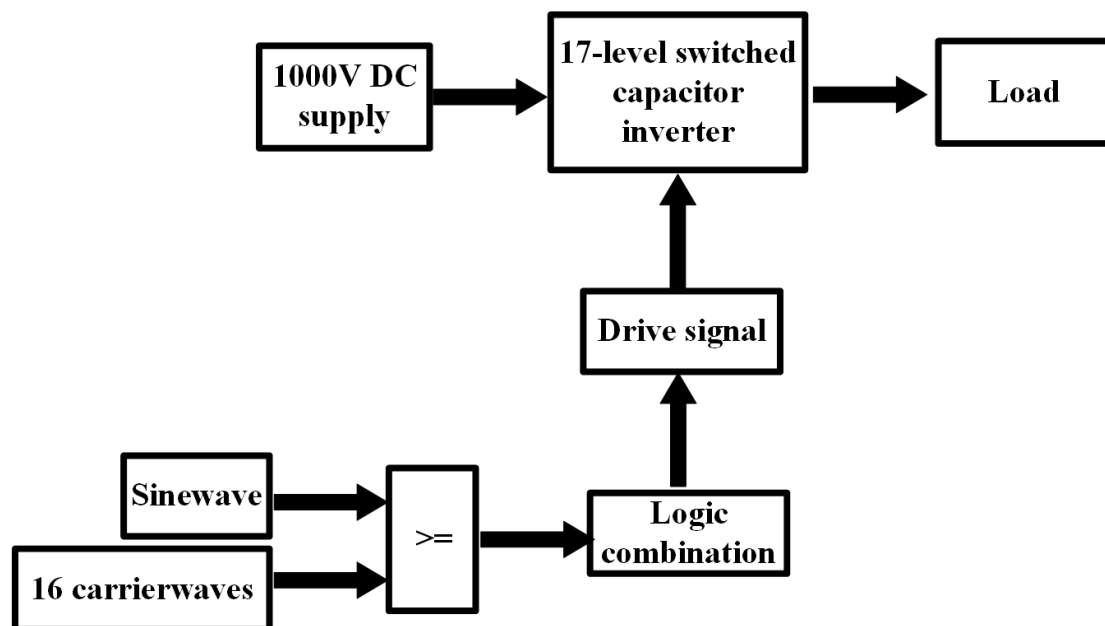 1000V DC
supply
17-level switched
capacitor
inverter
Load
Drive signal
Sinewave
16 carrierwaves
>=
Logic
combination